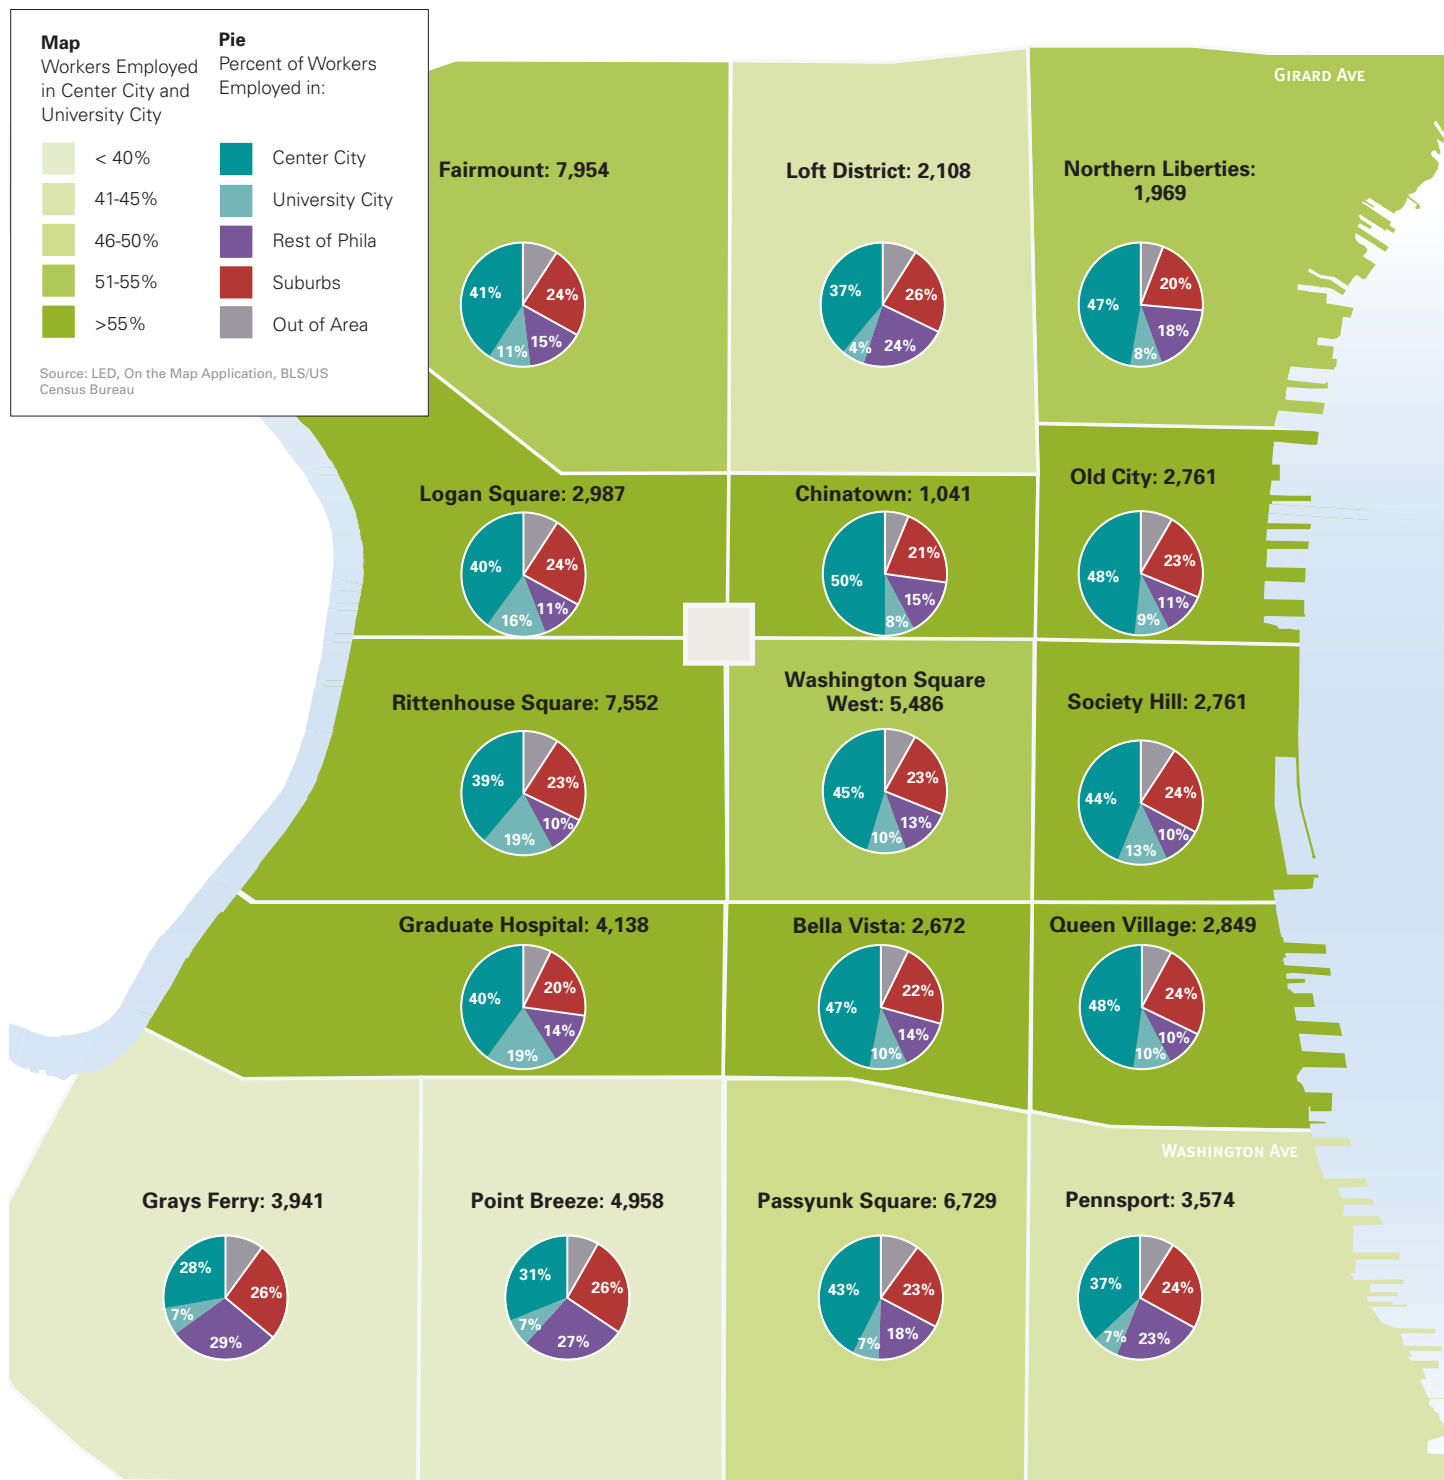 Map
Workers Employed
in Center City and
University City
< 40%
41-45%
46-50%
51-55%
>55%
Pie
Percent of Workers
Employed in:
Center City
University City
Rest of Phila
Suburbs
Out of Area
Source: LED, On the Map Application, BLS/US
Census Bureau
GIRARD AVE
Fairmount: 7,954
41%
24%
15%
11%
Loft District: 2,108
37%
26%
24%
4%
Northern Liberties:
1,969
47%
20%
18%
8%
Logan Square: 2,987
40%
24%
11%
16%
Chinatown: 1,041
50%
21%
15%
8%
Old City: 2,761
48%
23%
11%
9%
Rittenhouse Square: 7,552
39%
23%
10%
19%
Washington Square
West: 5,486
45%
23%
13%
10%
Society Hill: 2,761
44%
24%
10%
13%
Graduate Hospital: 4,138
40%
20%
14%
19%
Bella Vista: 2,672
47%
22%
14%
10%
Queen Village: 2,849
48%
24%
10%
10%
WASHINGTON AVE
Grays Ferry: 3,941
28%
26%
7%
29%
Point Breeze: 4,958
31%
26%
7%
27%
Passyunk Square: 6,729
43%
23%
18%
7%
Pennsport: 3,574
37%
24%
7%
23%